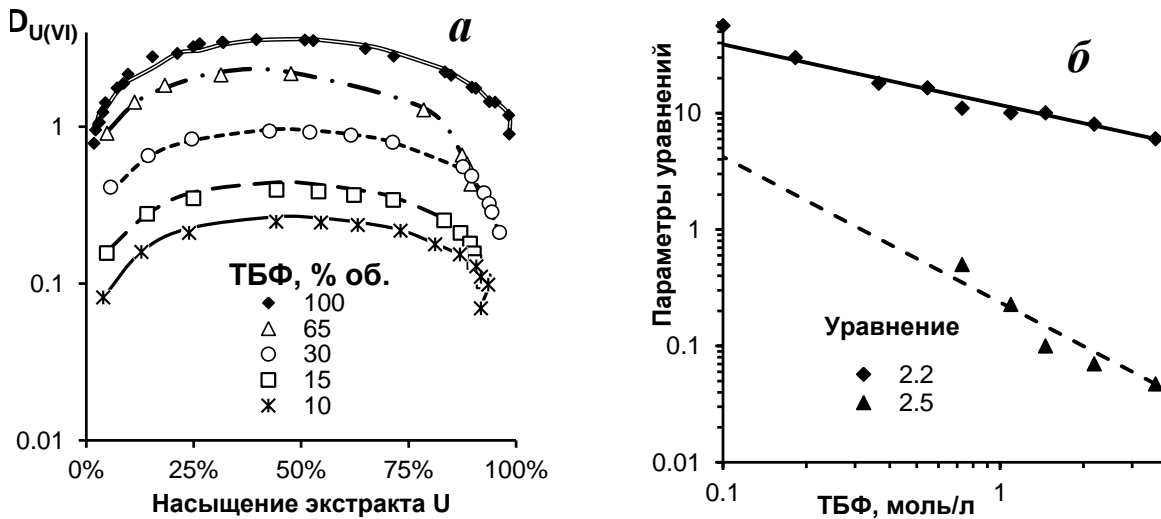 D U(VI)
а
1
0.1
0.01
ТБФ, % об.
100
65
30
15
10
0% 25% 50% 75% 100%
Насыщение экстракта U
Параметры уравнений
б
10
1
0.1
0.01
Уравнение
2.2
2.5
0.1 1
ТБФ, моль/л